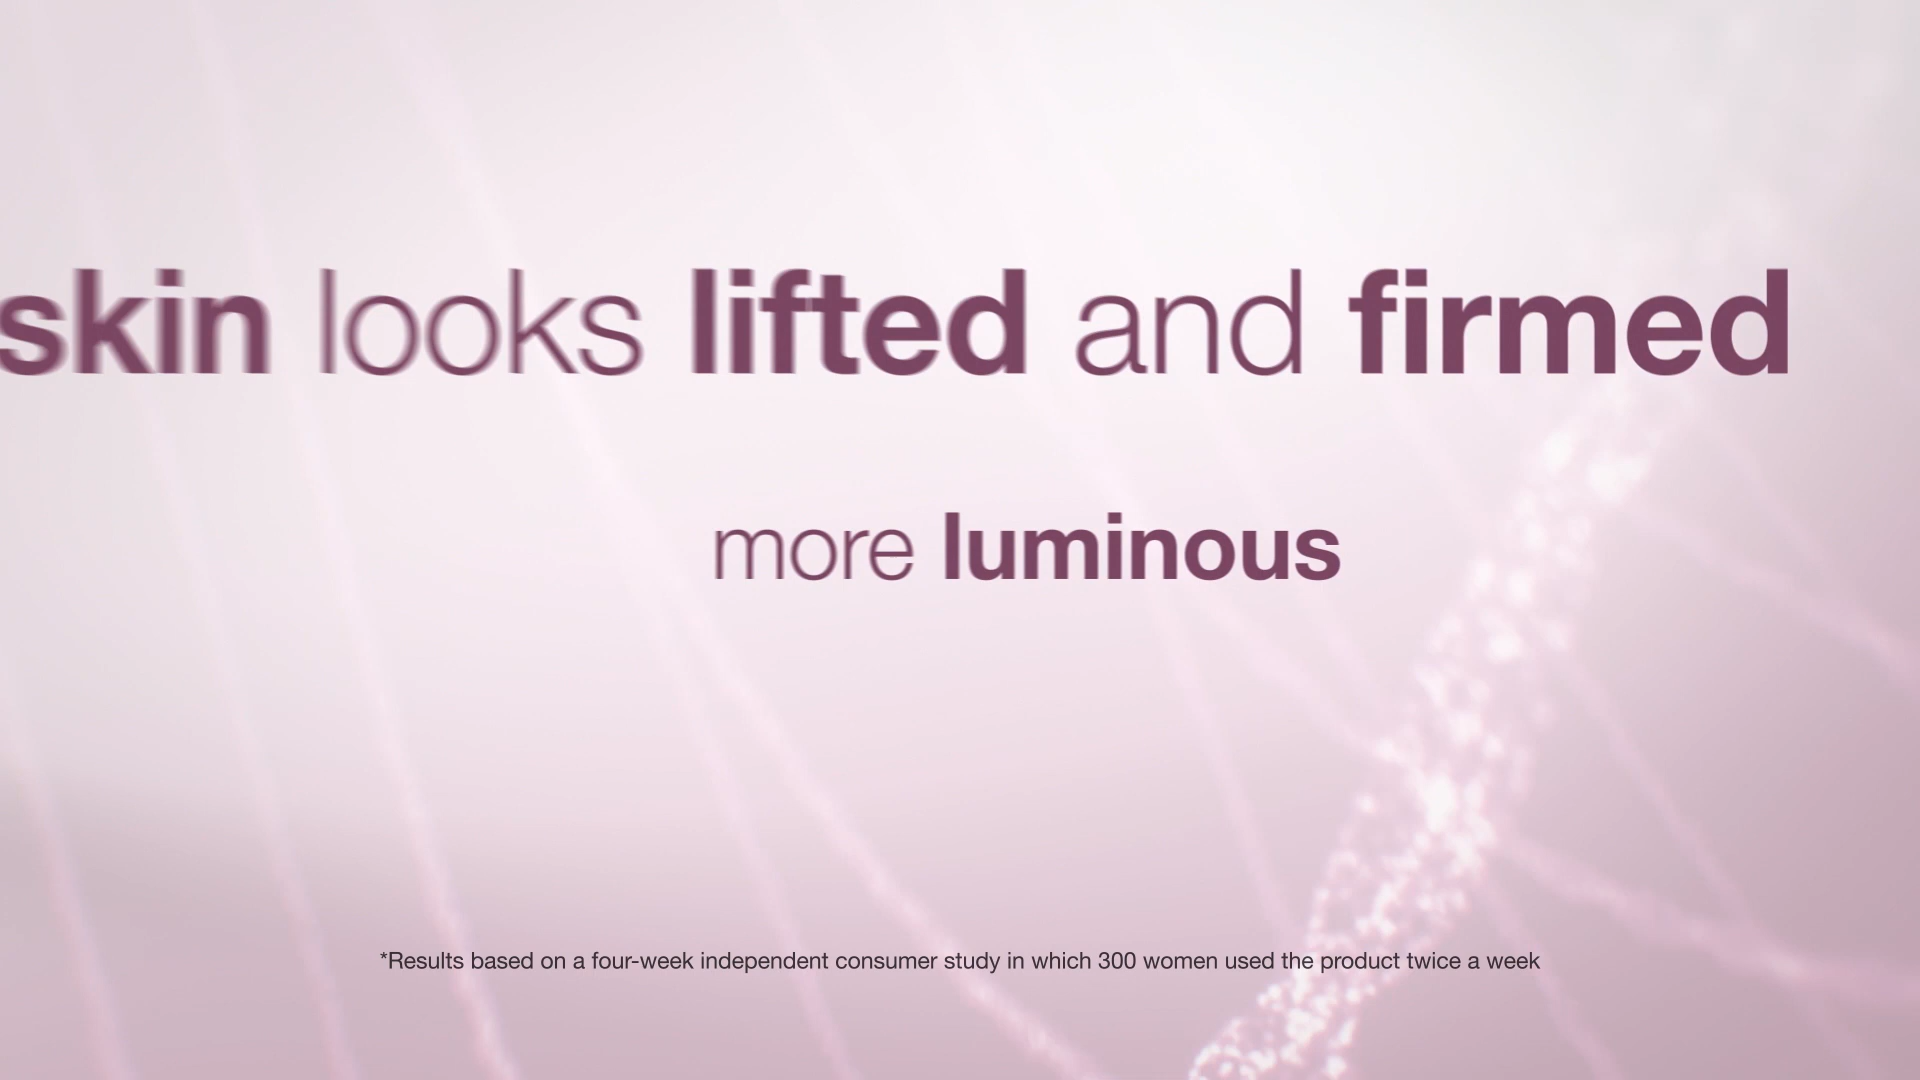 skin looks lifted and firmed
more luminous
*Results based on a four-week independent consumer study in which 300 women used the product twice a week